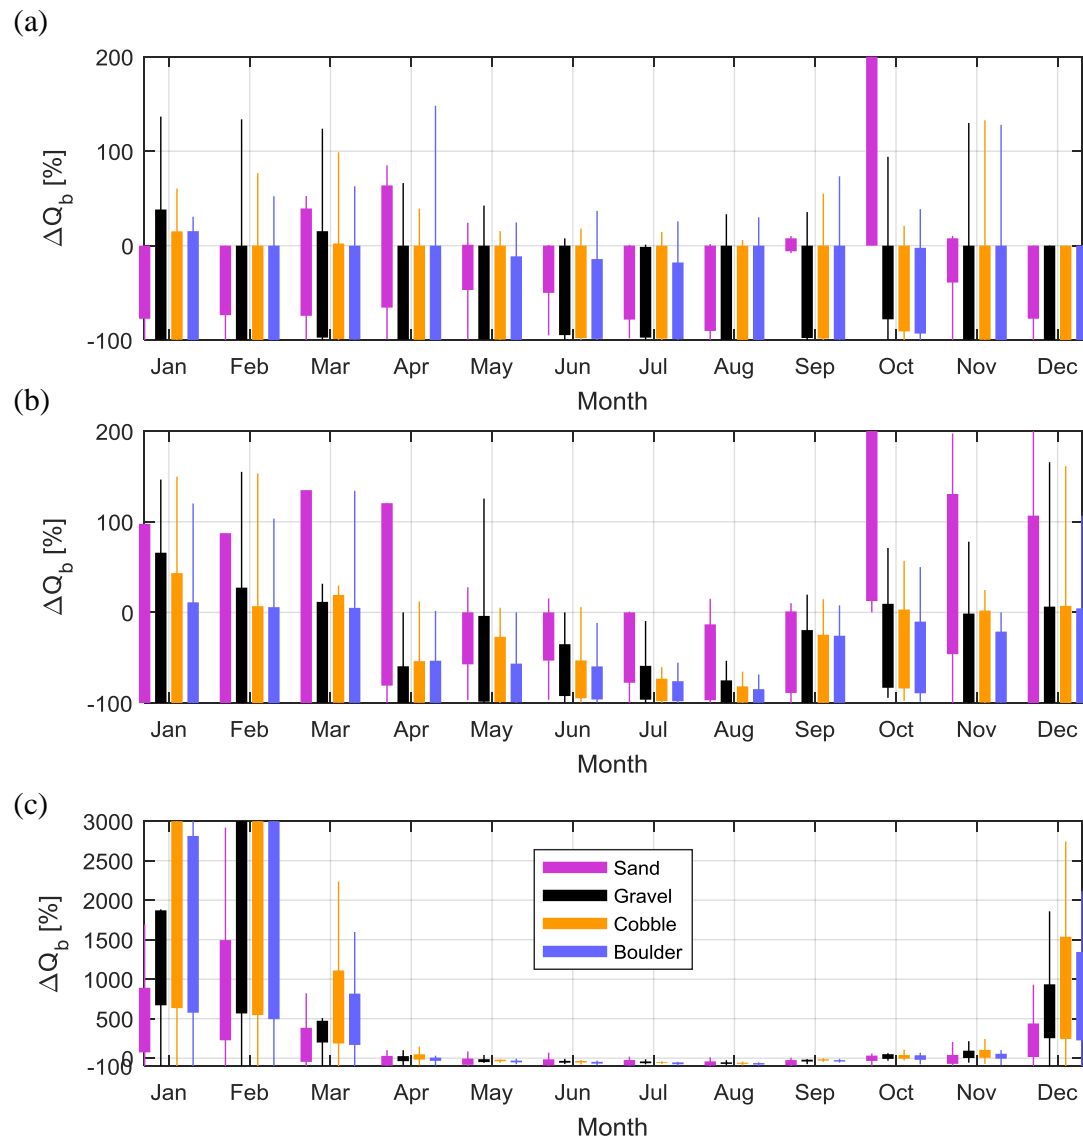 (a)
200
100
0
-100
ΔQb [%]
Jan Feb Mar Apr May Jun Jul Aug Sep Oct Nov Dec
Month
(b)
200
100
0
-100
ΔQb [%]
Jan Feb Mar Apr May Jun Jul Aug Sep Oct Nov Dec
Month
(c)
3000
2500
2000
1500
1000
500
0
-100
ΔQb [%]
Sand
Gravel
Cobble
Boulder
Jan Feb Mar Apr May Jun Jul Aug Sep Oct Nov Dec
Month